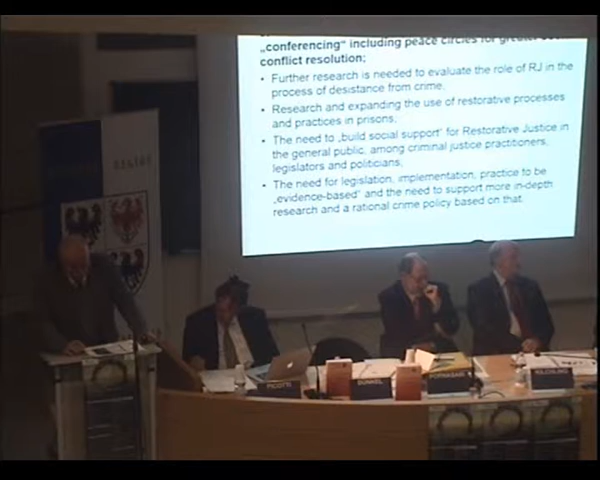 „conferencing“ including peace circles for greater
conflict resolution;
• Further research is needed to evaluate the role of RJ in the
process of desistance from crime,
• Research and expanding the use of restorative processes
and practices in prisons,
• The need to „build social support“ for Restorative Justice in
the general public, among criminal justice practitioners,
legislators and politicians,
• The need for legislation, implementation, practice to be
„evidence-based“ and the need to support more in-depth
research and a rational crime policy based on that.
PICOTTI
DUNKEL
KILCHLING